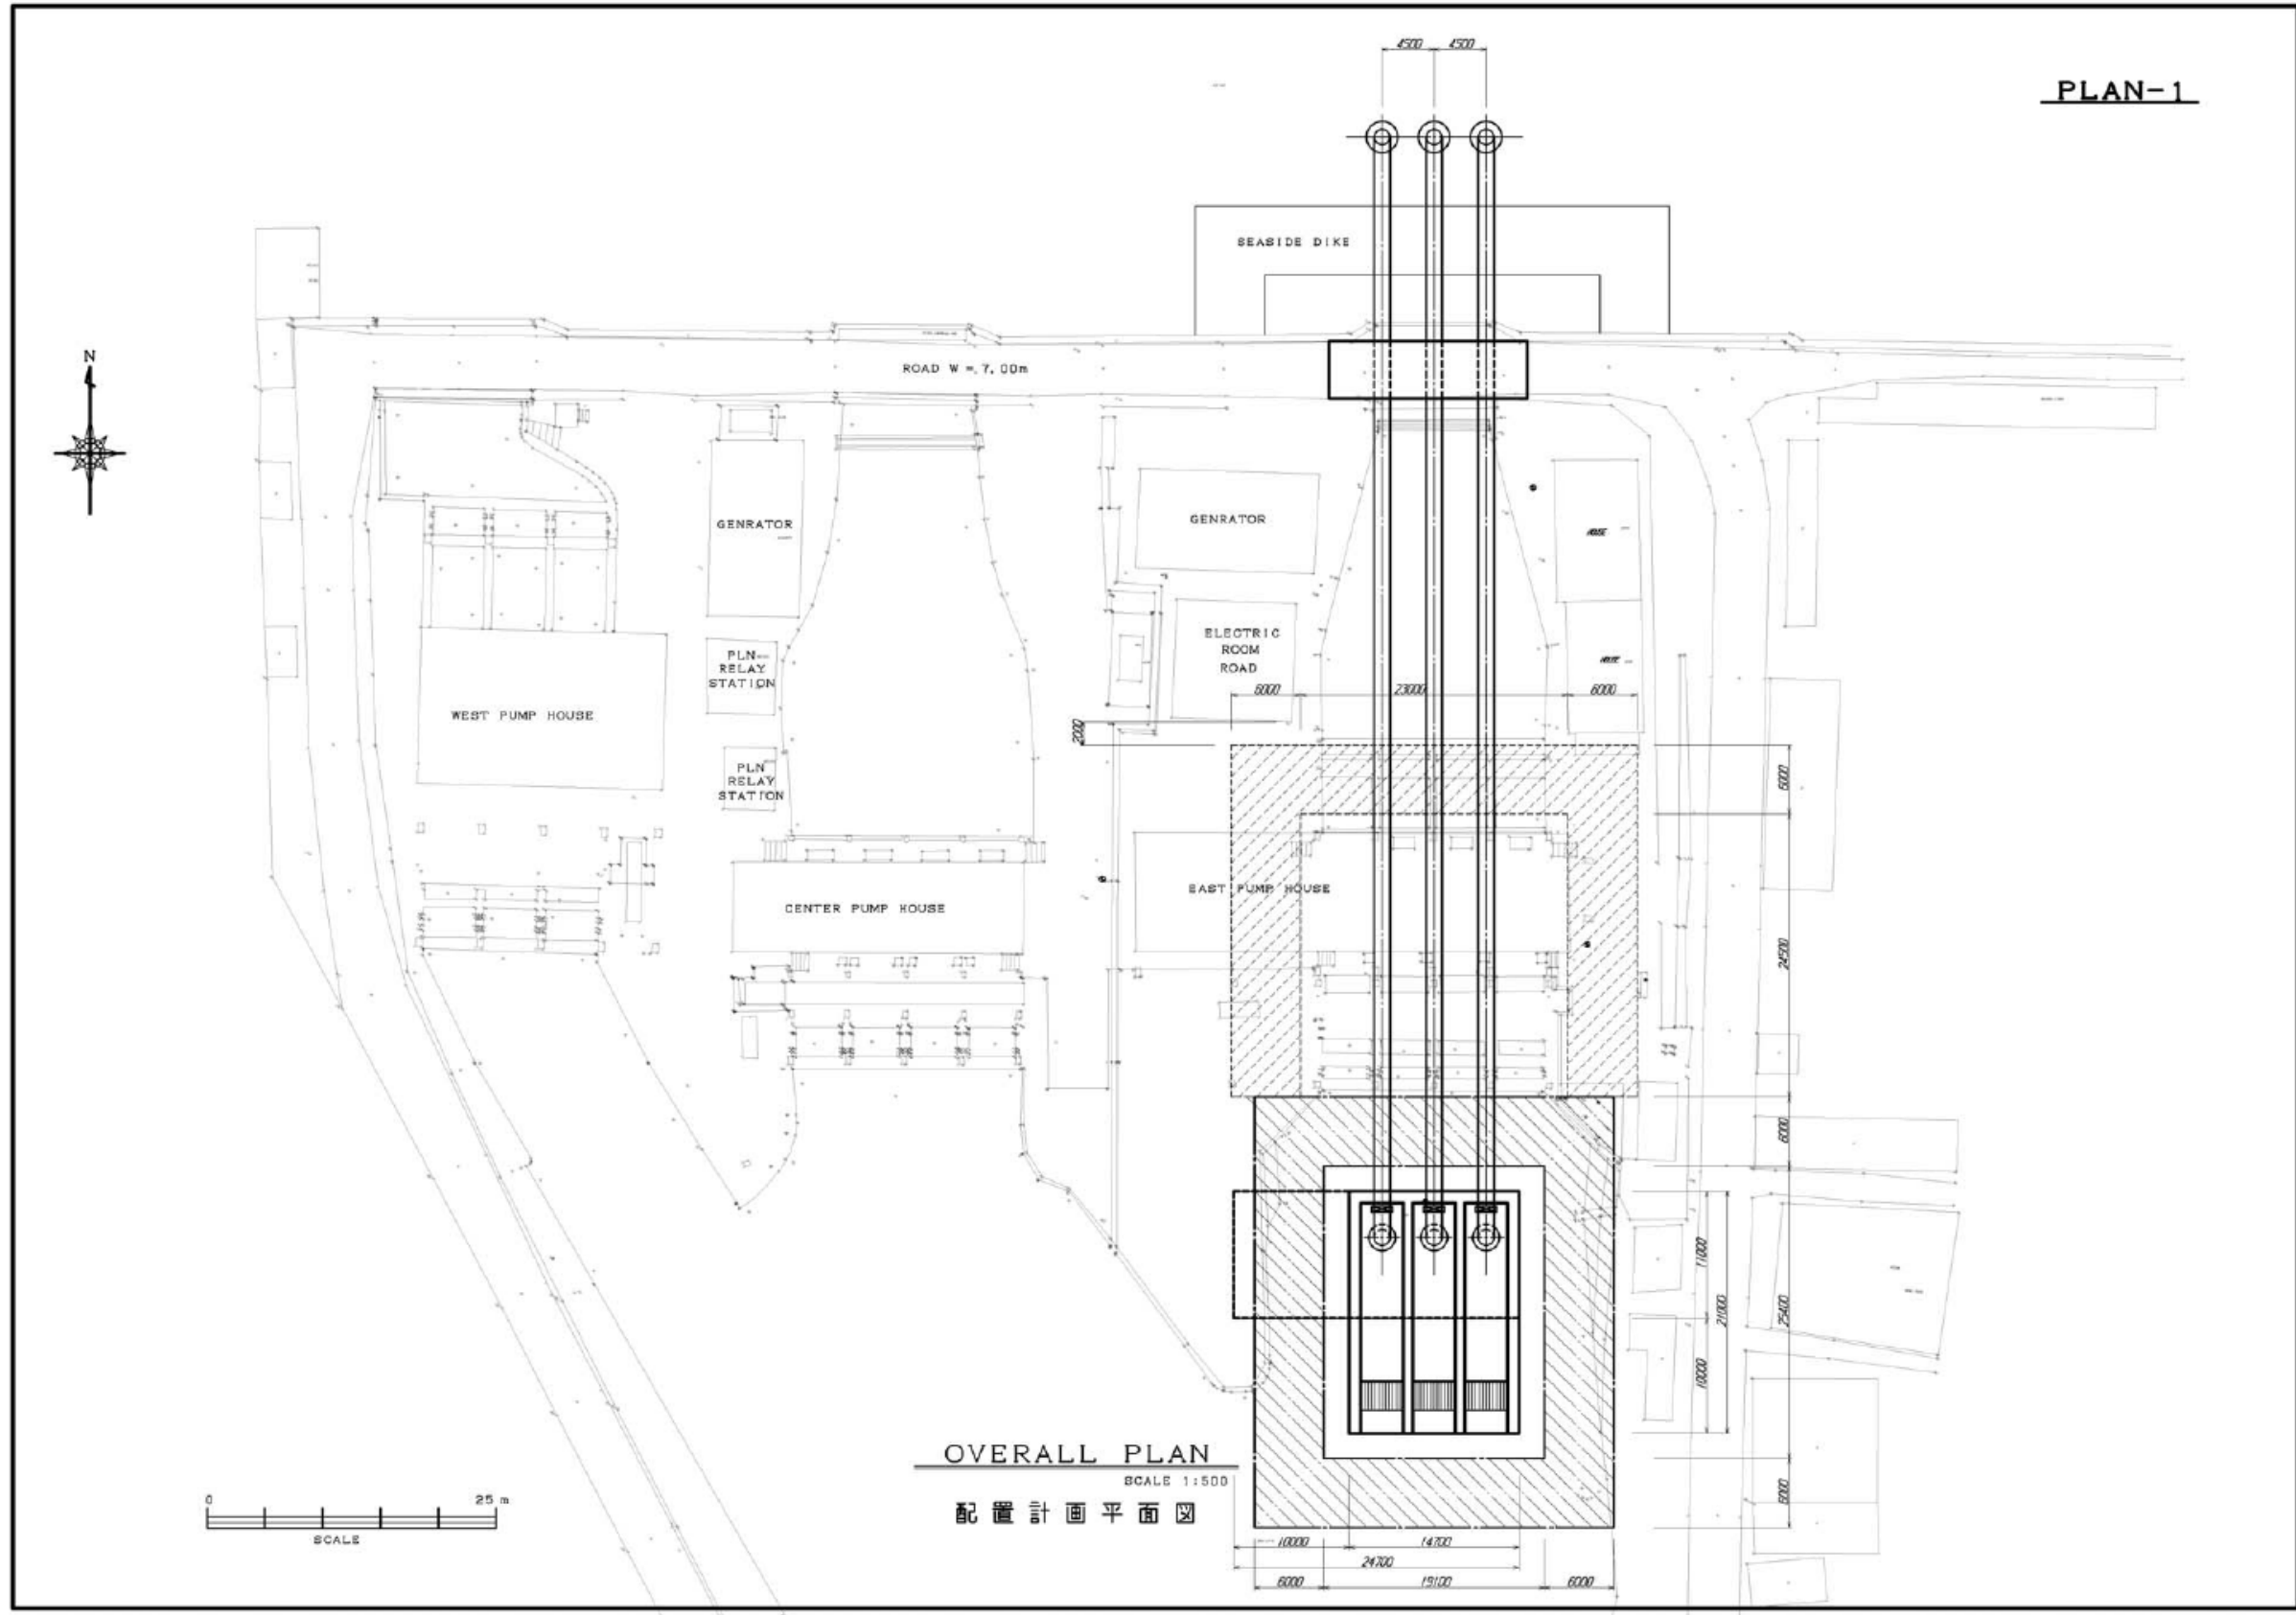 4500 4500
PLAN-1
SEASIDE DIKE
N
ROAD W =.7,00m
GENRATOR
GENRATOR
HOUSE
ELECTRIC
ROOM
ROAD
PLN
RELAY
STATION
HOUSE
6000 23000 6000
WEST PUMP HOUSE
2000
PLN
RELAY
STATION
6000
EAST PUMP HOUSE
CENTER PUMP HOUSE
24500
6000
11000
21000
25400
10000
OVERALL PLAN
SCALE 1:500
配置計画平面図
0 25 m
SCALE
6000
10000 14700
24700
6000 19100 6000